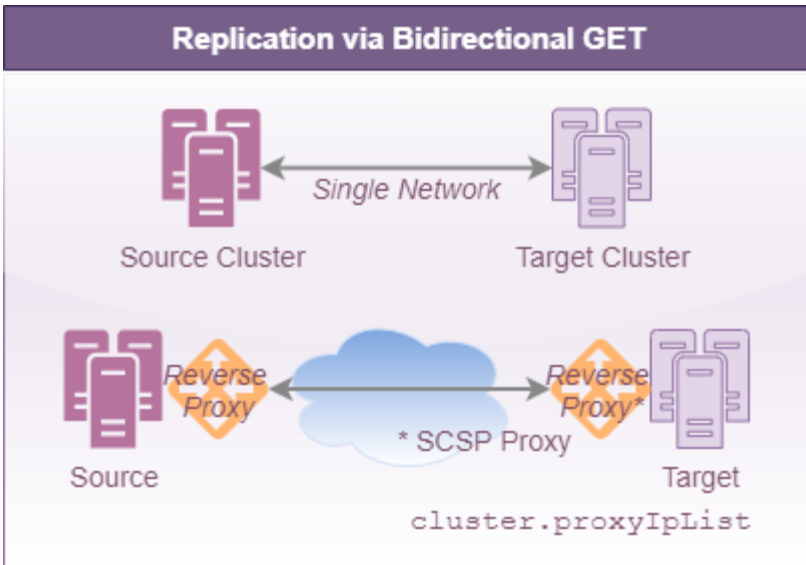 Replication via Bidirectional GET
Single Network
Source Cluster
Target Cluster
Reverse
Proxy
Reverse
Proxy*
* SCSP Proxy
Source
Target
cluster.proxyIpList